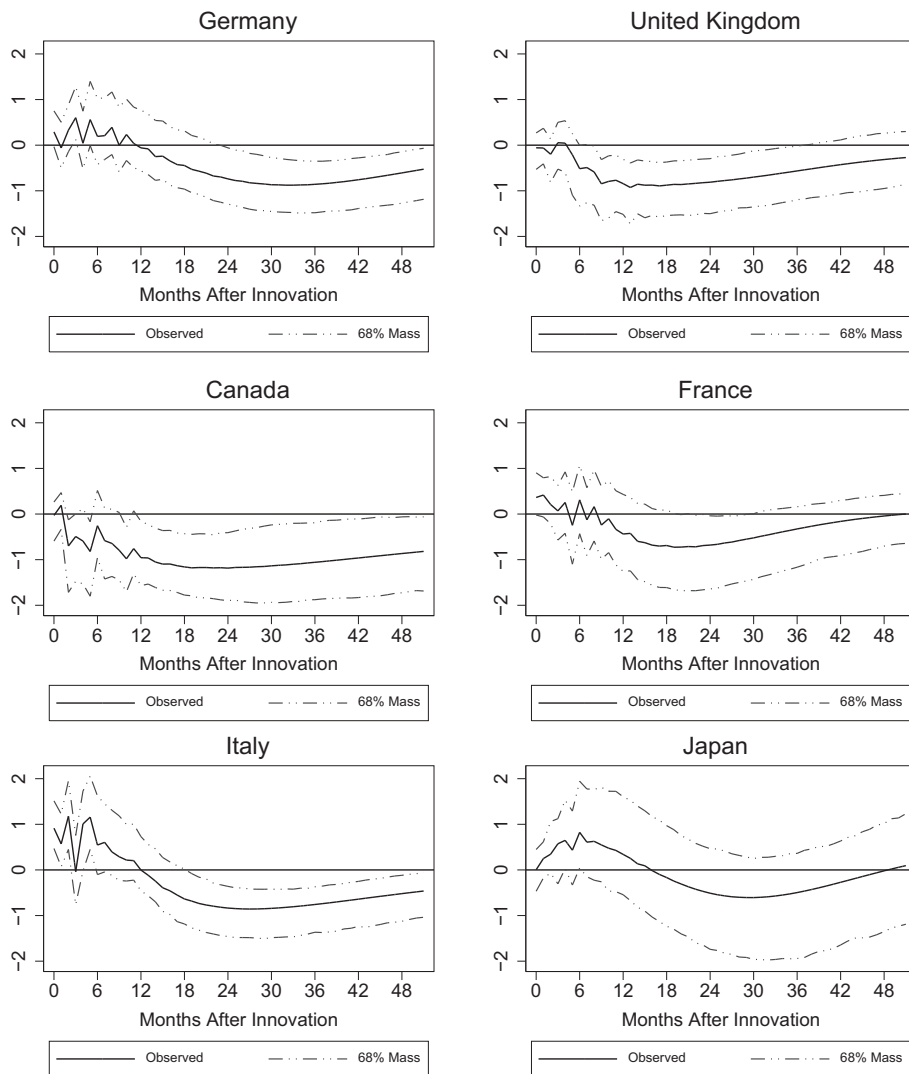 Germany
2
1
0
−1
−2
0 6 12 18 24 30 36 42 48
Months After Innovation
Observed 68% Mass
United Kingdom
2
1
0
−1
−2
0 6 12 18 24 30 36 42 48
Months After Innovation
Observed 68% Mass
Canada
2
1
0
−1
−2
0 6 12 18 24 30 36 42 48
Months After Innovation
Observed 68% Mass
France
2
1
0
−1
−2
0 6 12 18 24 30 36 42 48
Months After Innovation
Observed 68% Mass
Italy
2
1
0
−1
−2
0 6 12 18 24 30 36 42 48
Months After Innovation
Observed 68% Mass
Japan
2
1
0
−1
−2
0 6 12 18 24 30 36 42 48
Months After Innovation
Observed 68% Mass